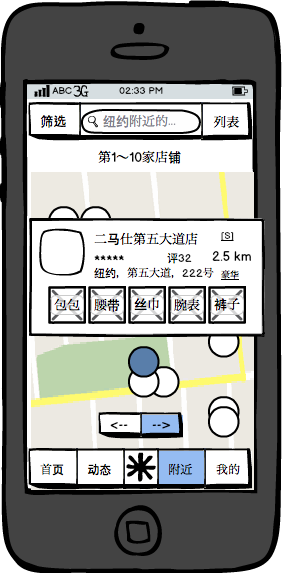 ABC 3G 02:33 PM
筛选 纽约附近的... 列表
第1～10家店铺
二马仕第五大道店 [S]
***** 评32 2.5 km
纽约，第五大道，222号 豪华
包包 腰带 丝巾 腕表 裤子
<-- -->
首页 动态 附近 我的